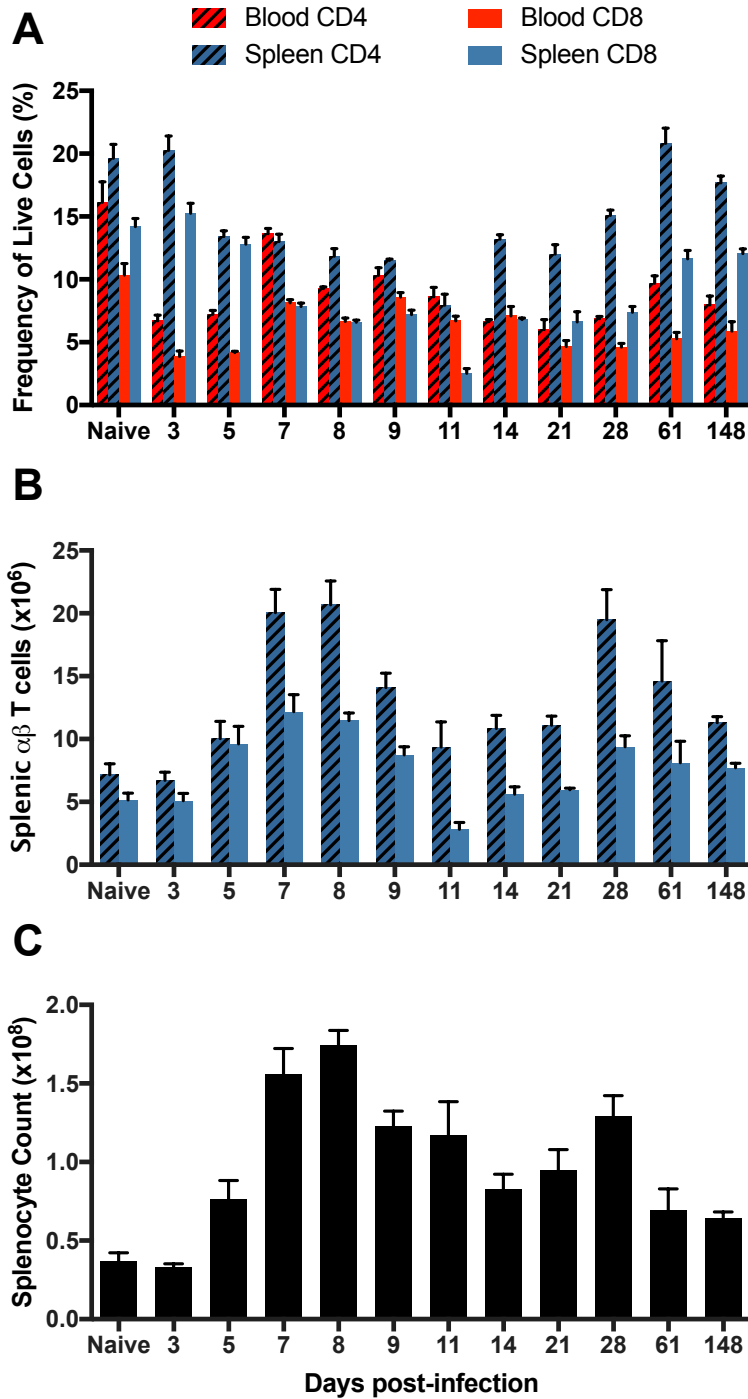 A
Blood CD4 Blood CD8
Spleen CD4 Spleen CD8
Frequency of Live Cells (%)
25
20
15
10
5
0
Naive 3 5 7 8 9 11 14 21 28 61 148
B
Splenic αβ T cells (x10⁶)
25
20
15
10
5
0
Naive 3 5 7 8 9 11 14 21 28 61 148
C
Splenocyte Count (x10⁸)
2.0
1.5
1.0
0.5
0.0
Naive 3 5 7 8 9 11 14 21 28 61 148
Days post-infection